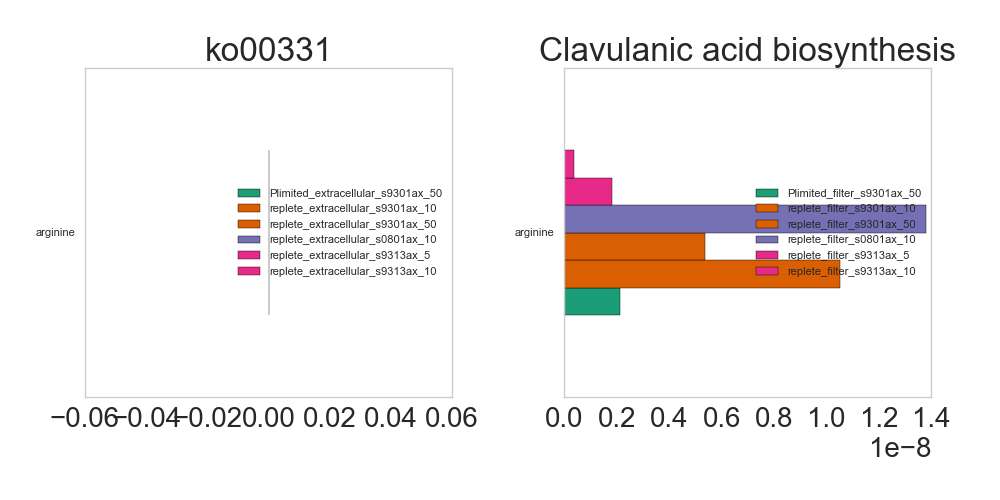 ko00331
arginine
Plimited_extracellular_s9301ax_50
replete_extracellular_s9301ax_10
replete_extracellular_s9301ax_50
replete_extracellular_s0801ax_10
replete_extracellular_s9313ax_5
replete_extracellular_s9313ax_10
−0.06 −0.04 −0.02 0.00 0.02 0.04 0.06
Clavulanic acid biosynthesis
arginine
Plimited_filter_s9301ax_50
replete_filter_s9301ax_10
replete_filter_s9301ax_50
replete_filter_s0801ax_10
replete_filter_s9313ax_5
replete_filter_s9313ax_10
0.0 0.2 0.4 0.6 0.8 1.0 1.2 1.4
1e−8